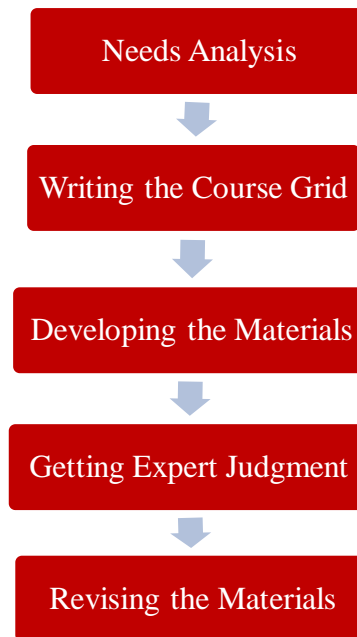 Needs Analysis
Writing the Course Grid
Developing the Materials
Getting Expert Judgment
Revising the Materials